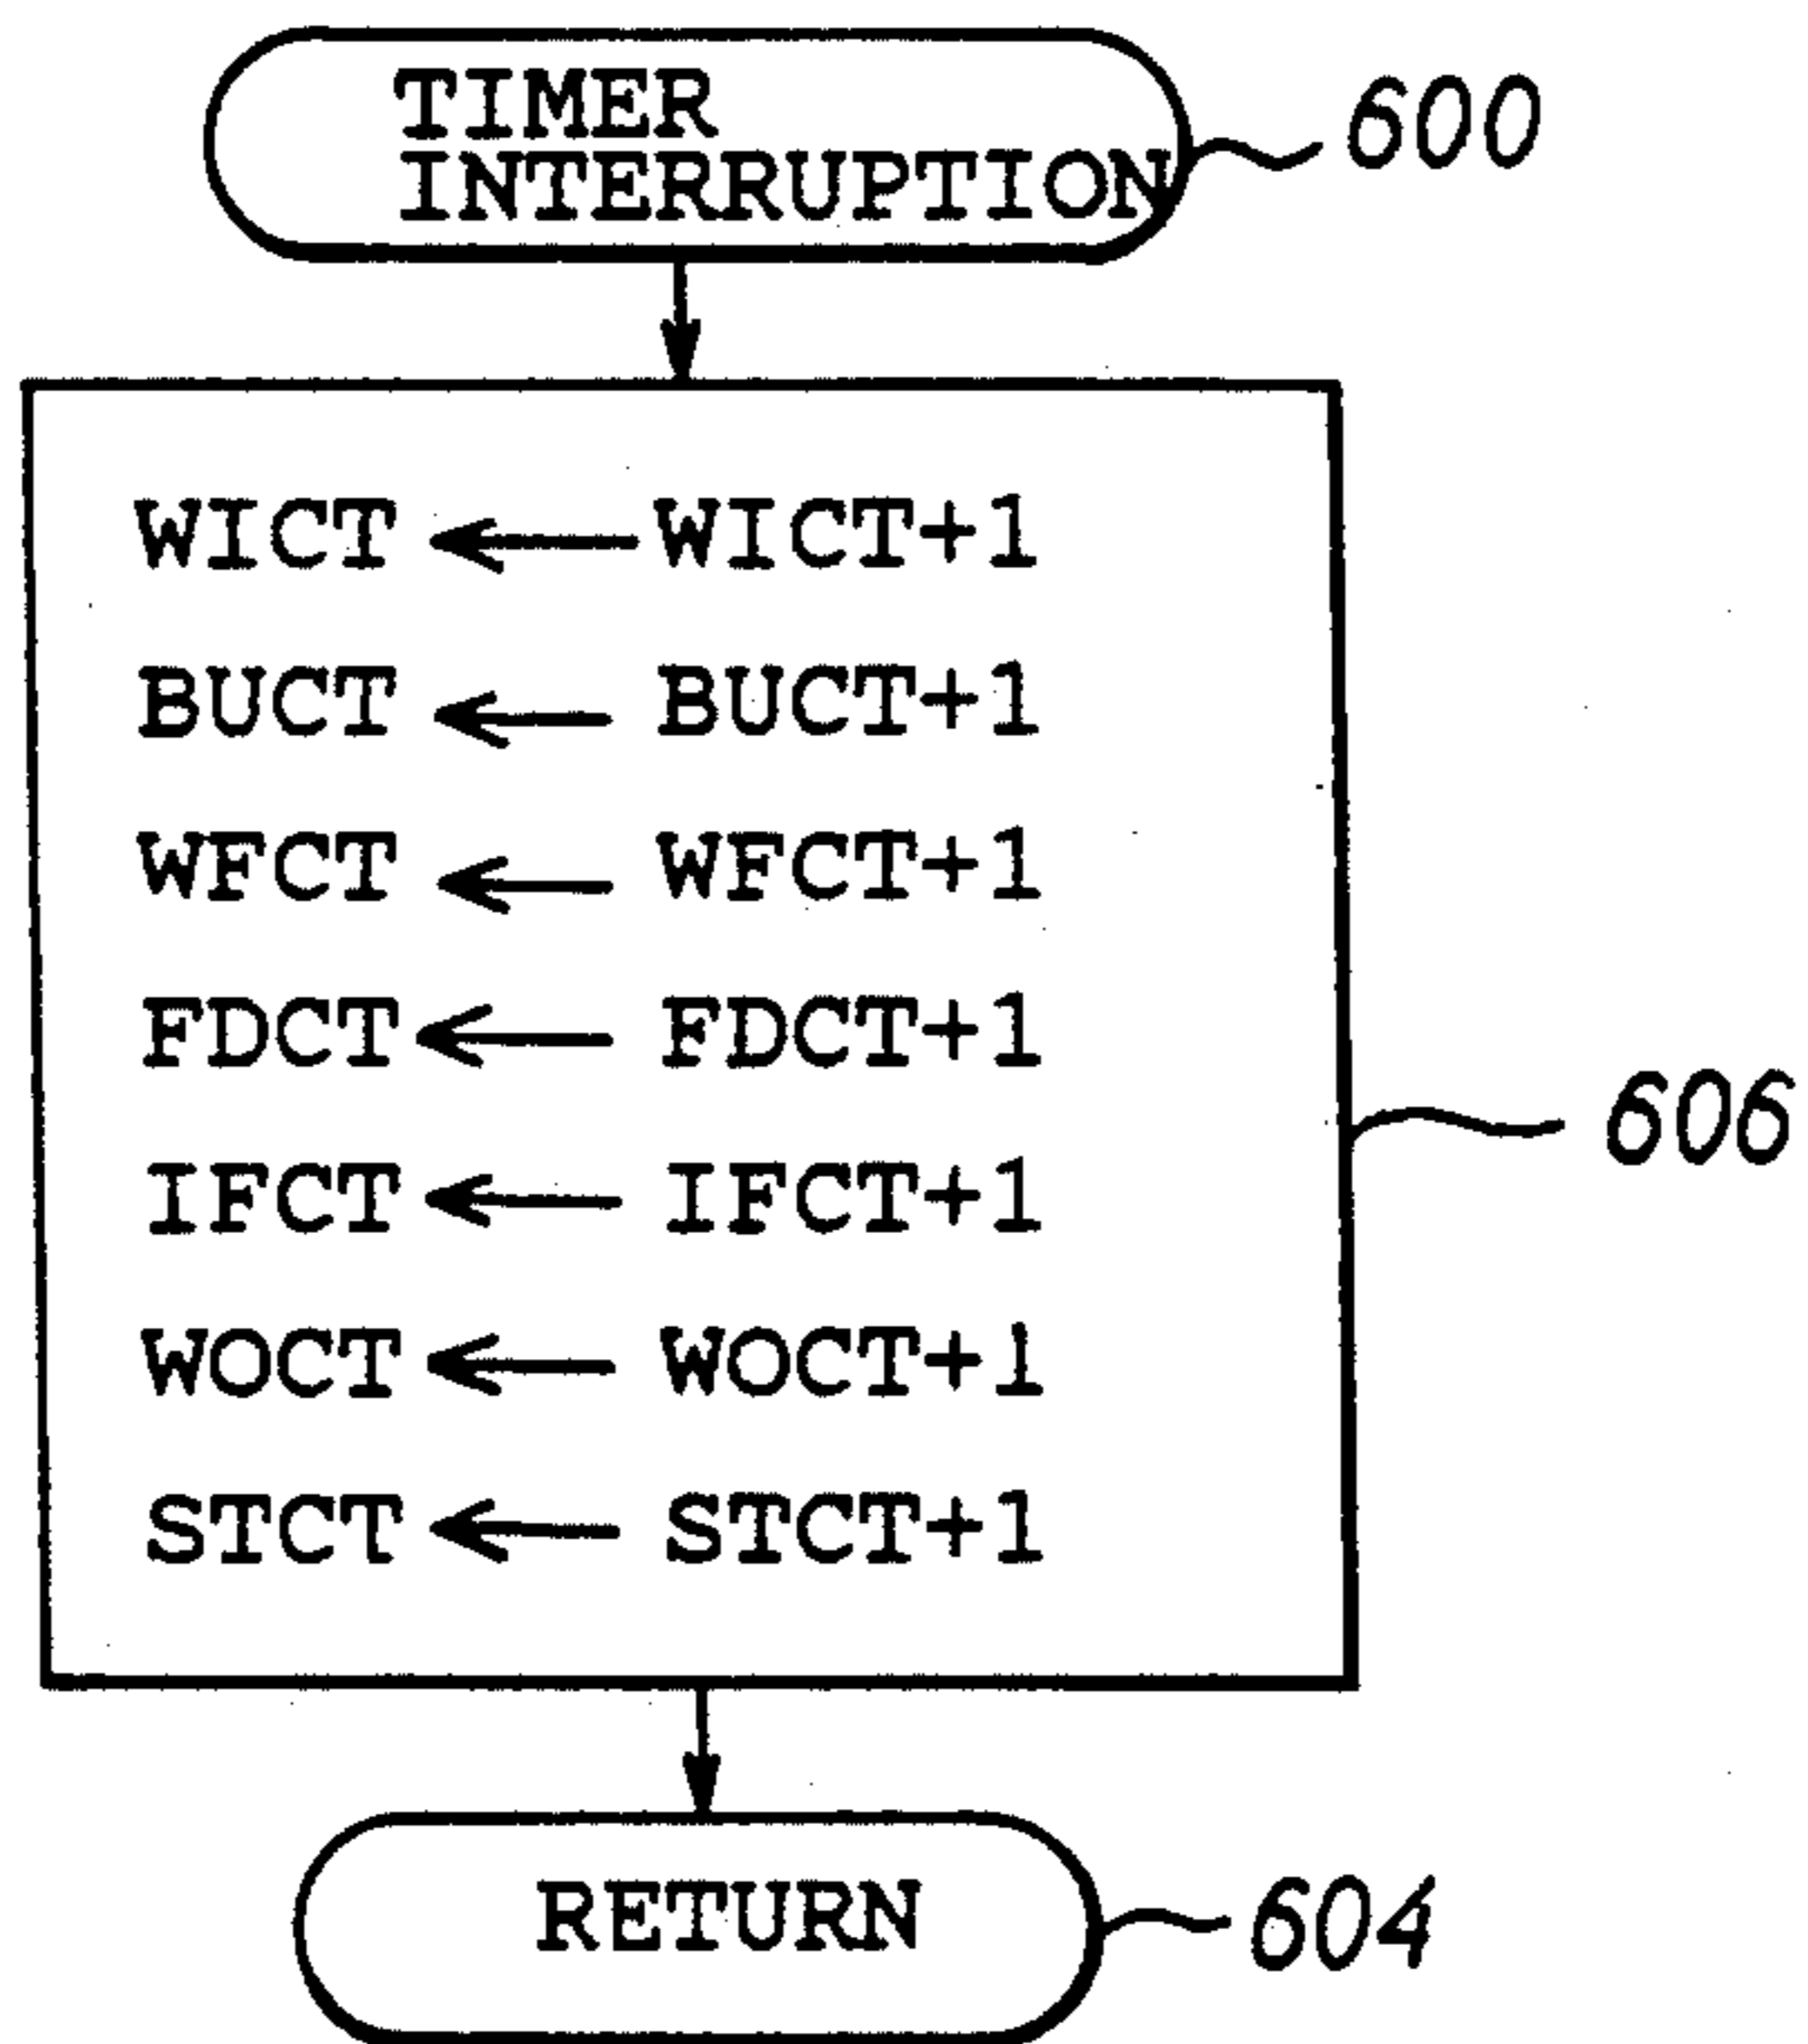 TIMER
INTERRUPTION
600
WICT ← WICT+1
BUCT ← BUCT+1
WFCT ← WFCT+1
FDCT ← FDCT+1
606
IFCT ← IFCT+1
WOCT ← WOCT+1
STCT ← STCT+1
RETURN
604